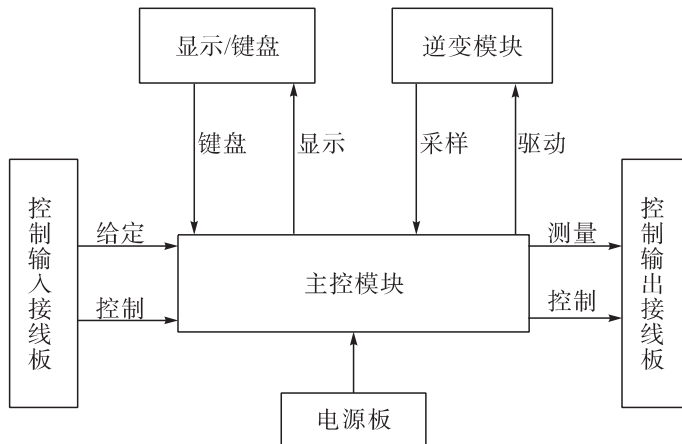 显示/键盘
逆变模块
键盘
显示
采样
驱动
控制输入接线板
给定
控制
主控模块
测量
控制
控制输出接线板
电源板